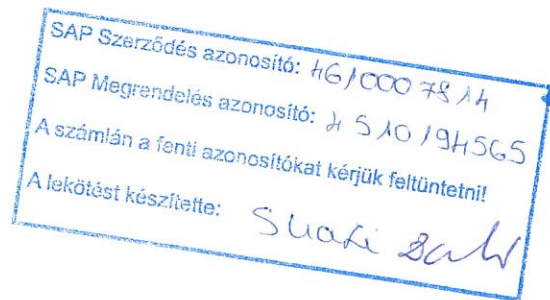 SAP Szerződés azonosító: 4610007814
SAP Megrendelés azonosító: 4510194565
A számlán a fenti azonosítókat kérjük feltüntetni!
A lekötést készítette: